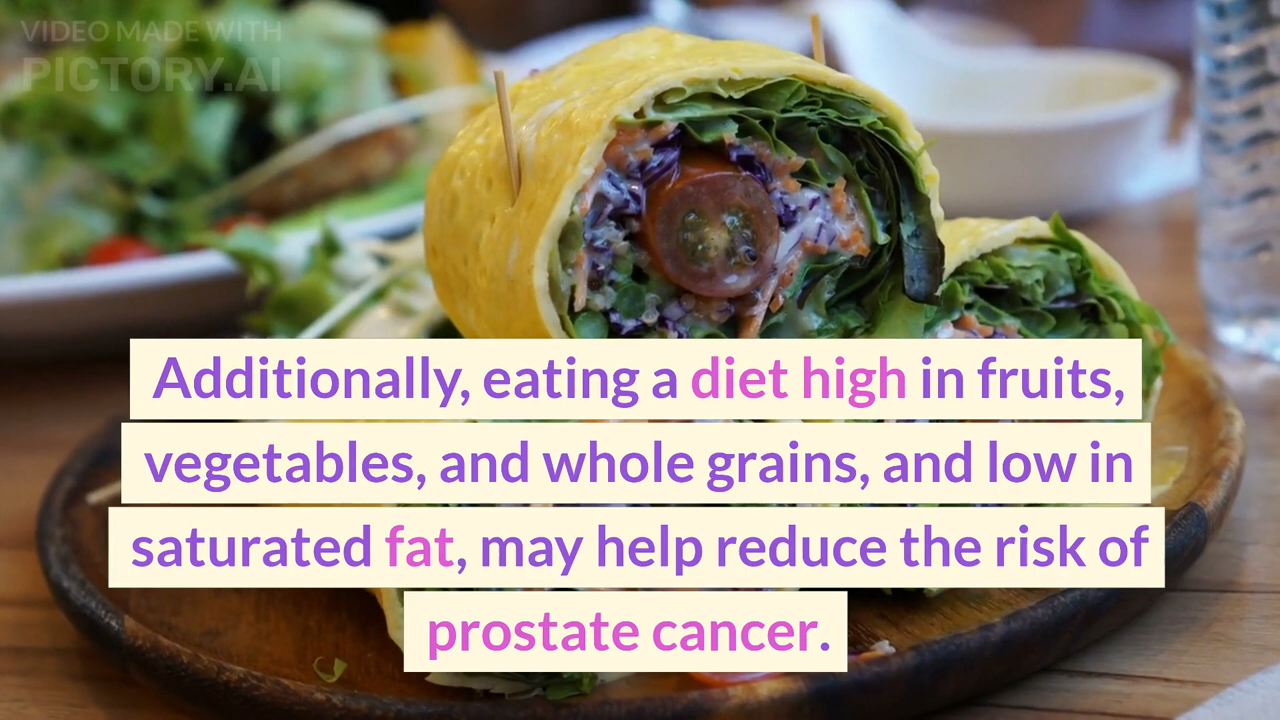 VIDEO MADE WITH
PICTORY.AI
Additionally, eating a diet high in fruits,
vegetables, and whole grains, and low in
saturated fat, may help reduce the risk of
prostate cancer.